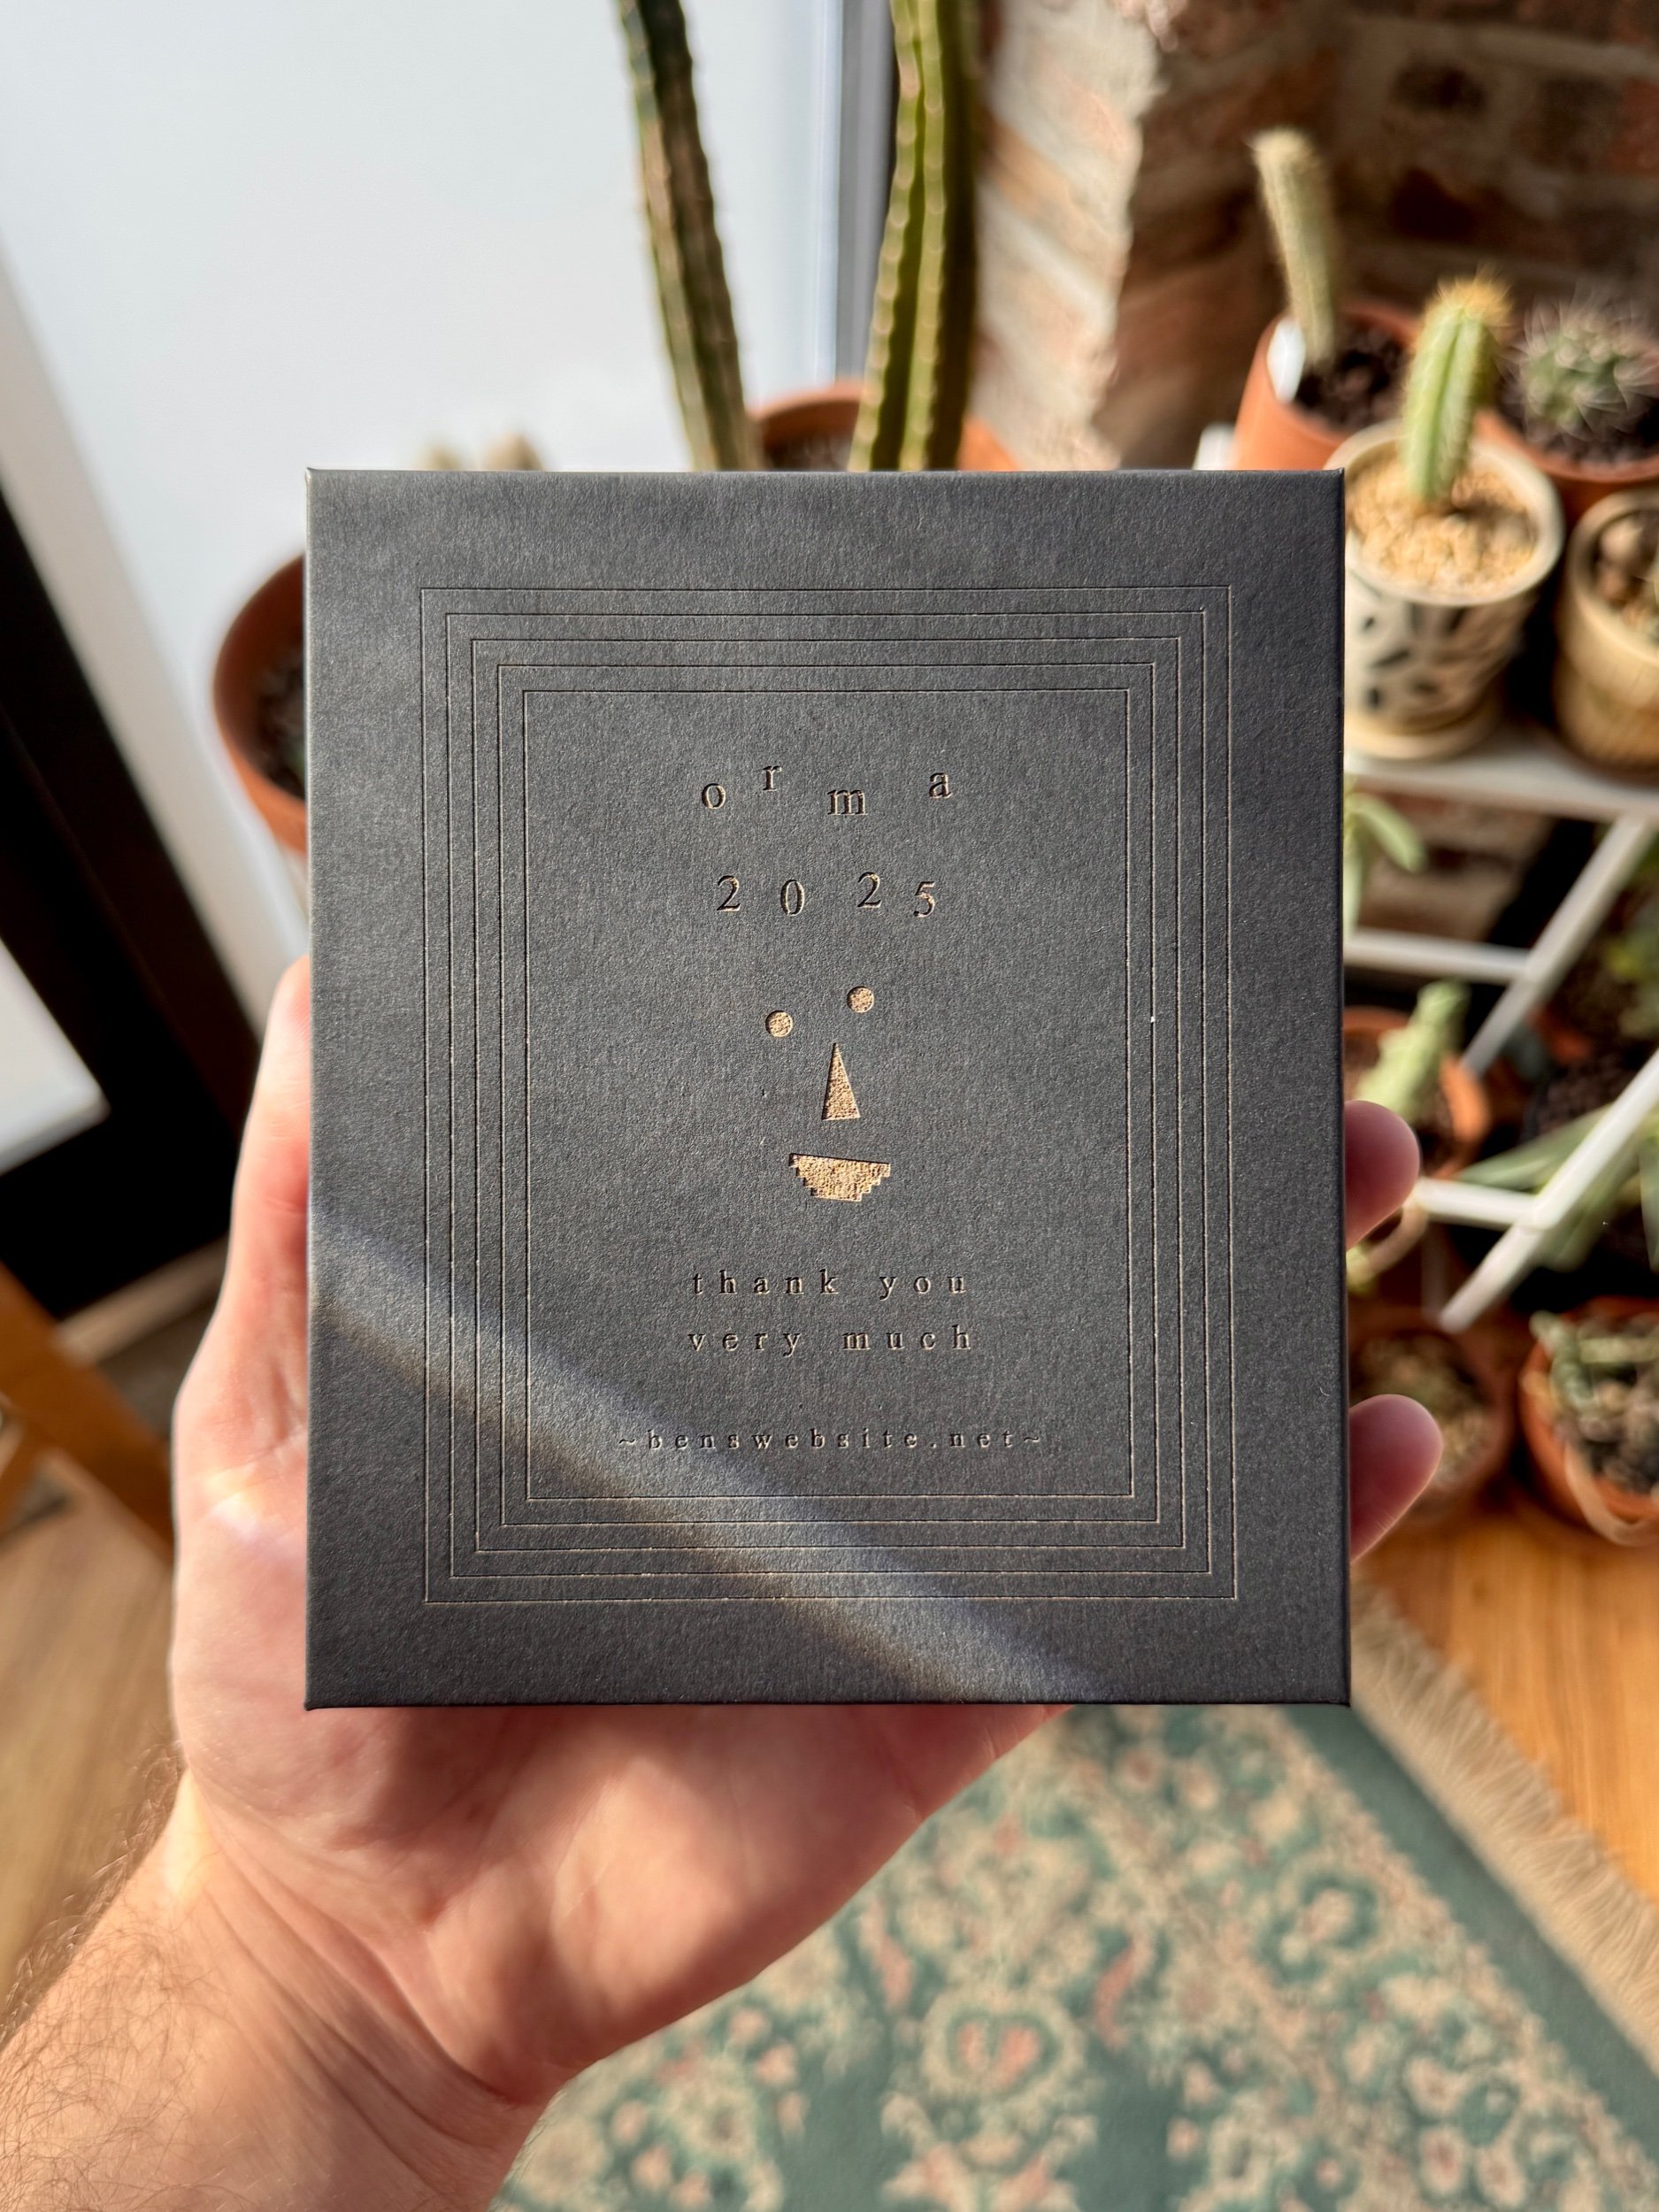 orma
2025
thank you
very much
~benswebsite.net~